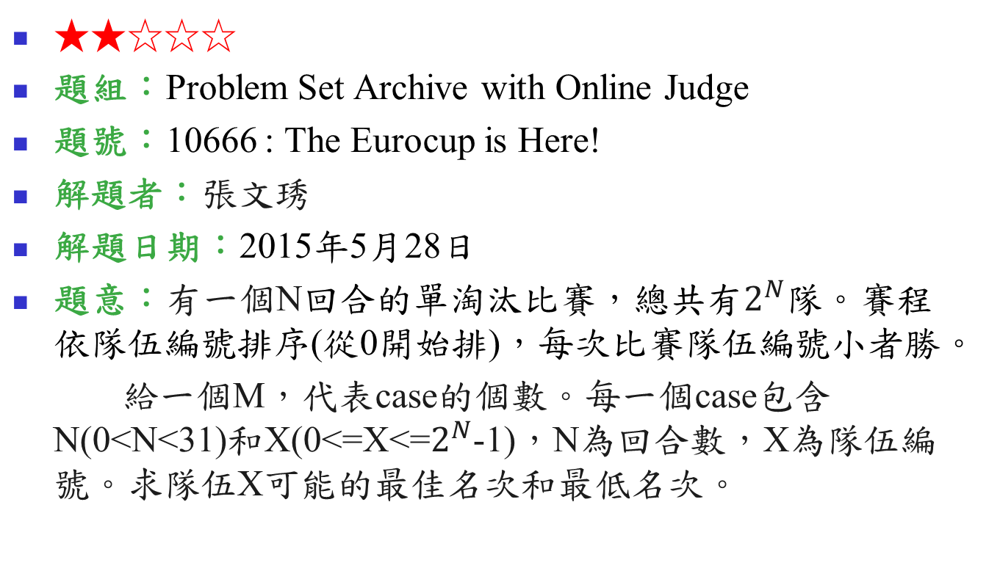 ★★☆☆☆
題組：Problem Set Archive with Online Judge
題號：10666 : The Eurocup is Here!
解題者：張文琇
解題日期：2015年5月28日
題意：有一個N回合的單淘汰比賽，總共有2^N隊。賽程
依隊伍編號排序(從0開始排)，每次比賽隊伍編號小者勝。
給一個M，代表case的個數。每一個case包含
N(0<N<31)和X(0<=X<=2^N-1)，N為回合數，X為隊伍編
號。求隊伍X可能的最佳名次和最低名次。